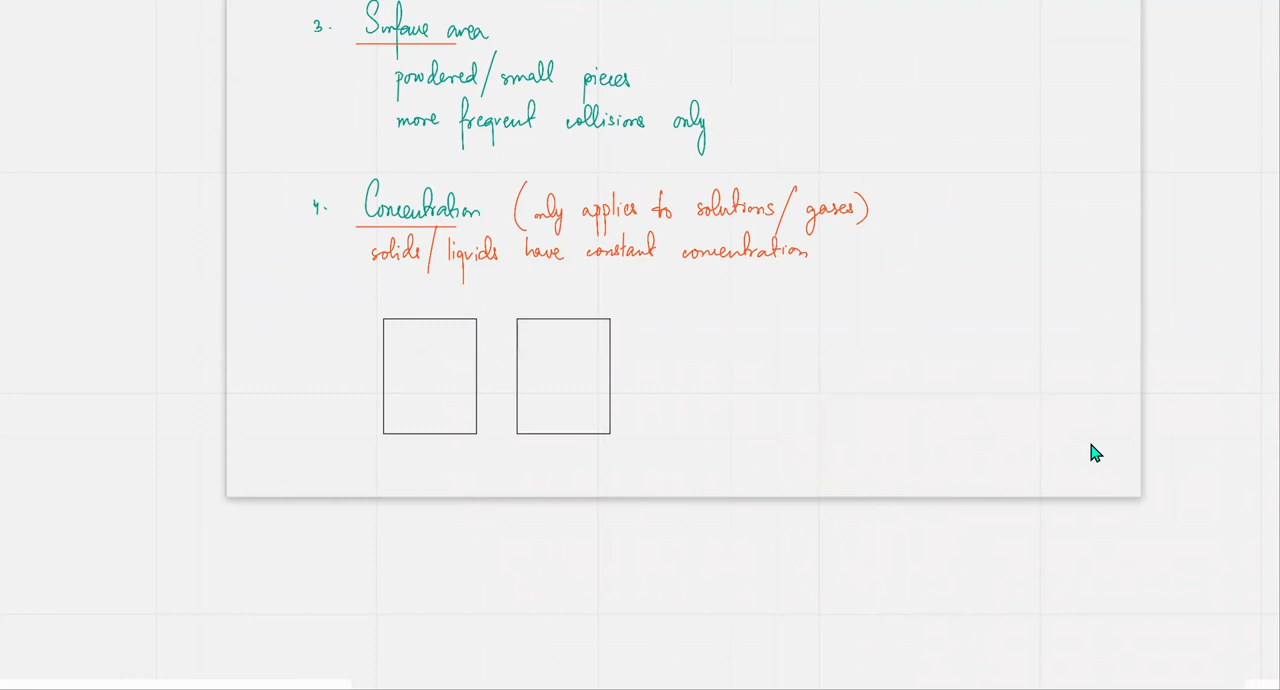 3. Surface area
powdered/small pieces
more frequent collisions only
4. Concentration (only applies to solutions/gases)
solids/liquids have constant concentration